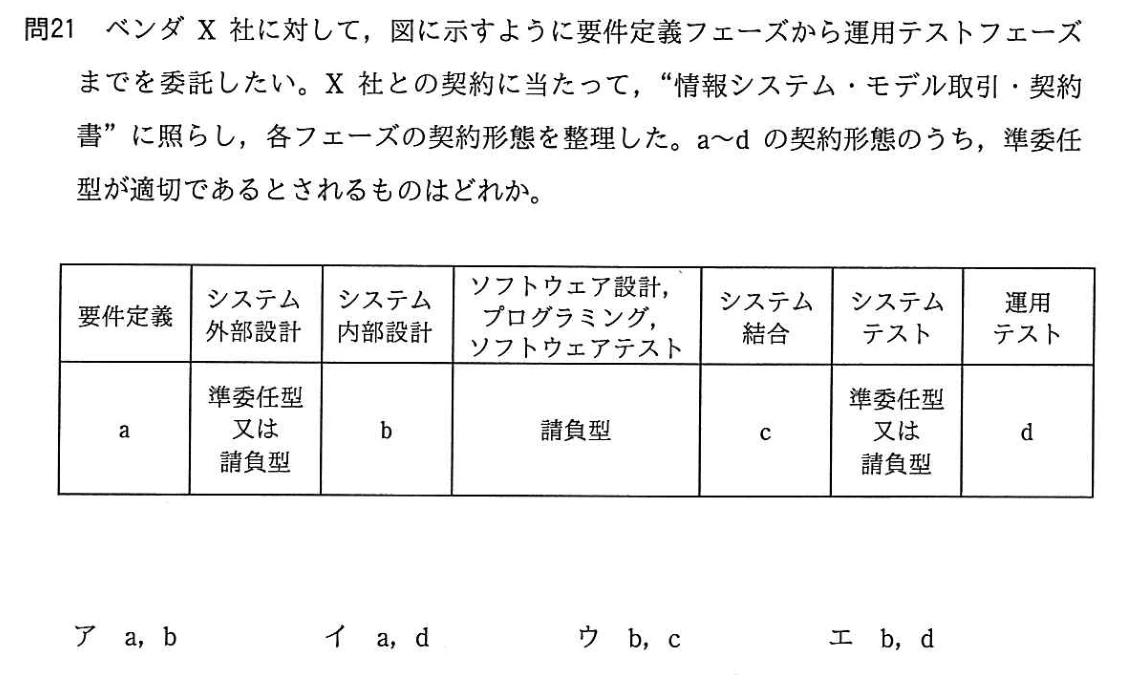 問21 ベンダ X 社に対して，図に示すように要件定義フェーズから運用テストフェーズ
までを委託したい。X 社との契約に当たって，“情報システム・モデル取引・契約
書”に照らし，各フェーズの契約形態を整理した。a～d の契約形態のうち，準委任
型が適切であるとされるものはどれか。
要件定義
システム
外部設計
システム
内部設計
ソフトウェア設計，
プログラミング，
ソフトウェアテスト
システム
結合
システム
テスト
運用
テスト
a
準委任型
又は
請負型
b
請負型
c
準委任型
又は
請負型
d
ア a，b イ a，d ウ b，c エ b，d